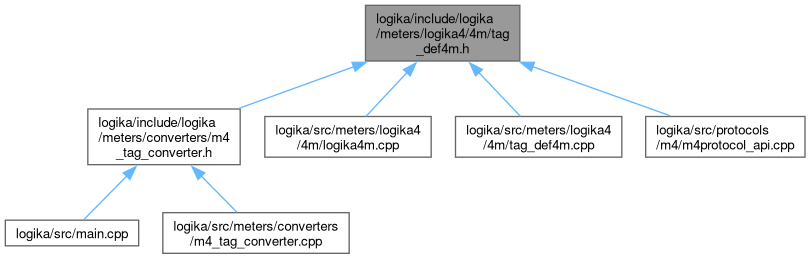 logika/include/logika
/meters/logika4/4m/tag
_def4m.h
logika/include/logika
/meters/converters/m4
_tag_converter.h
logika/src/meters/logika4
/4m/logika4m.cpp
logika/src/meters/logika4
/4m/tag_def4m.cpp
logika/src/protocols
/m4/m4protocol_api.cpp
logika/src/main.cpp
logika/src/meters/converters
/m4_tag_converter.cpp